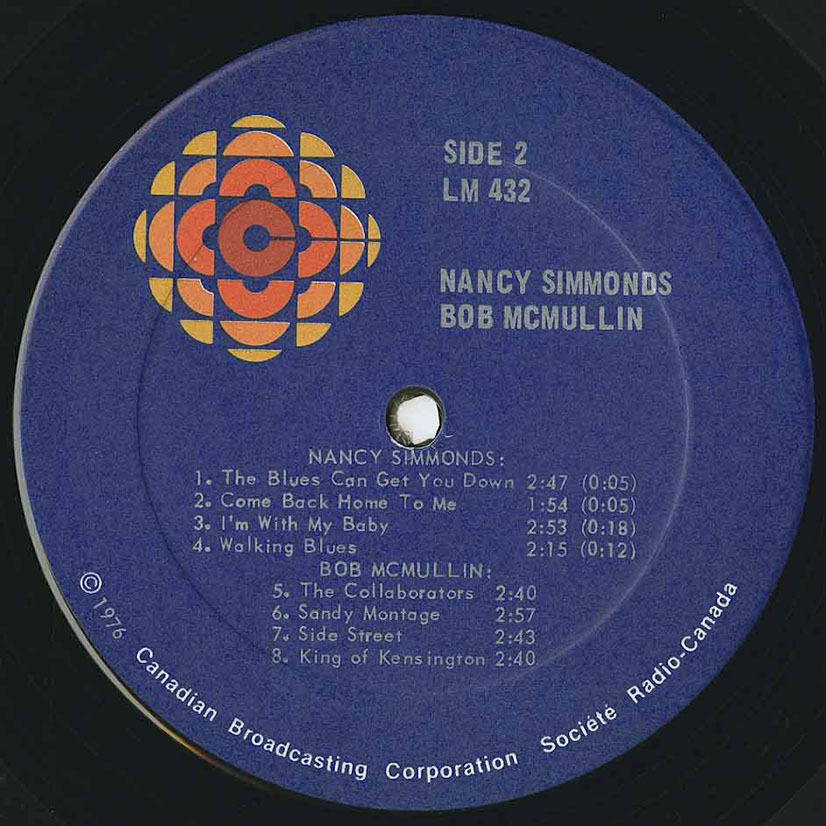 SIDE 2
LM 432
NANCY SIMMONDS
BOB MCMULLIN
NANCY SIMMONDS:
1. The Blues Can Get You Down 2:47 (0:05)
2. Come Back Home To Me 1:54 (0:05)
3. I'm With My Baby 2:53 (0:18)
4. Walking Blues 2:15 (0:12)
BOB MCMULLIN:
5. The Collaborators 2:40
6. Sandy Montage 2:57
7. Side Street 2:43
8. King of Kensington 2:40
©1976 Canadian Broadcasting Corporation Société Radio-Canada